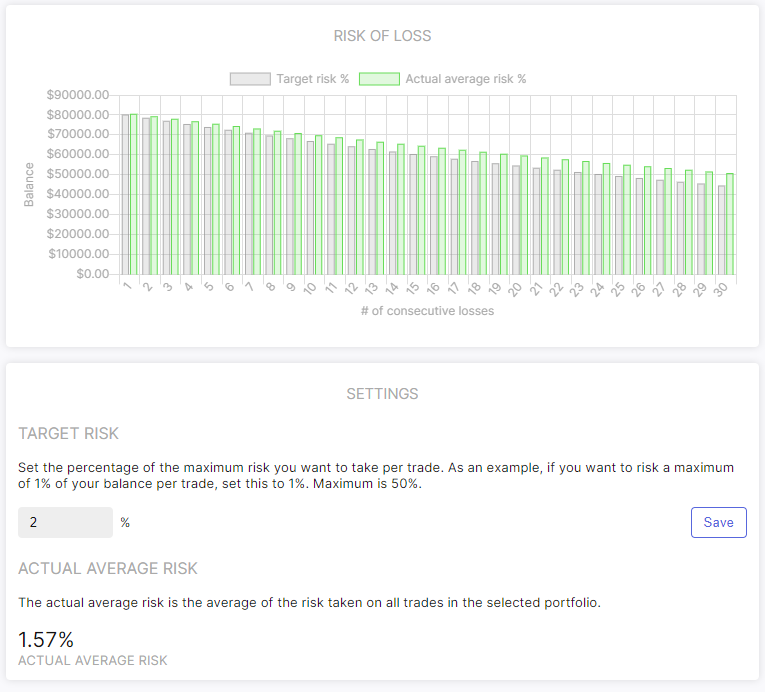 RISK OF LOSS
Target risk % Actual average risk %
$90000.00
$80000.00
$70000.00
$60000.00
$50000.00
$40000.00
$30000.00
$20000.00
$10000.00
$0.00
Balance
1 2 3 4 5 6 7 8 9 10 11 12 13 14 15 16 17 18 19 20 21 22 23 24 25 26 27 28 29 30
# of consecutive losses
SETTINGS
TARGET RISK
Set the percentage of the maximum risk you want to take per trade. As an example, if you want to risk a maximum
of 1% of your balance per trade, set this to 1%. Maximum is 50%.
2 % Save
ACTUAL AVERAGE RISK
The actual average risk is the average of the risk taken on all trades in the selected portfolio.
1.57%
ACTUAL AVERAGE RISK